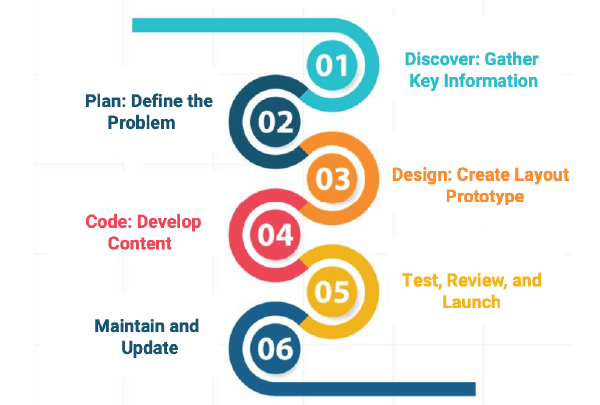 01
Discover: Gather
Key Information
Plan: Define the
Problem
02
03
Design: Create Layout
Prototype
Code: Develop
Content
04
05
Test, Review, and
Launch
Maintain and
Update
06